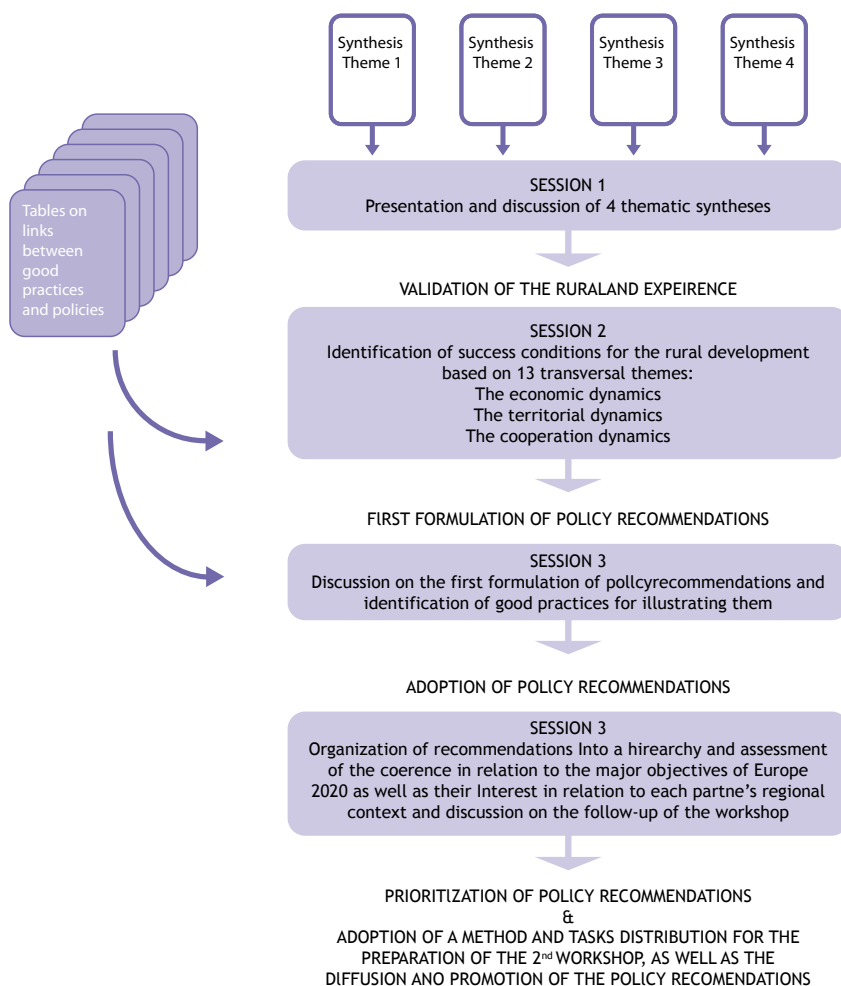 Synthesis
Theme 1
Synthesis
Theme 2
Synthesis
Theme 3
Synthesis
Theme 4
Tables on
links
between
good
practices
and policies
SESSION 1
Presentation and discussion of 4 thematic syntheses
VALIDATION OF THE RURALAND EXPEIRENCE
SESSION 2
Identification of success conditions for the rural development
based on 13 transversal themes:
The economic dynamics
The territorial dynamics
The cooperation dynamics
FIRST FORMULATION OF POLICY RECOMMENDATIONS
SESSION 3
Discussion on the first formulation of pollcyrecommendations and
identification of good practices for illustrating them
ADOPTION OF POLICY RECOMMENDATIONS
SESSION 3
Organization of recommendations Into a hirearchy and assessment
of the coerence in relation to the major objectives of Europe
2020 as well as their Interest in relation to each partne's regional
context and discussion on the follow-up of the workshop
PRIORITIZATION OF POLICY RECOMMENDATIONS
&
ADOPTION OF A METHOD AND TASKS DISTRIBUTION FOR THE
PREPARATION OF THE 2nd WORKSHOP, AS WELL AS THE
DIFFUSION ANO PROMOTION OF THE POLICY RECOMENDATIONS